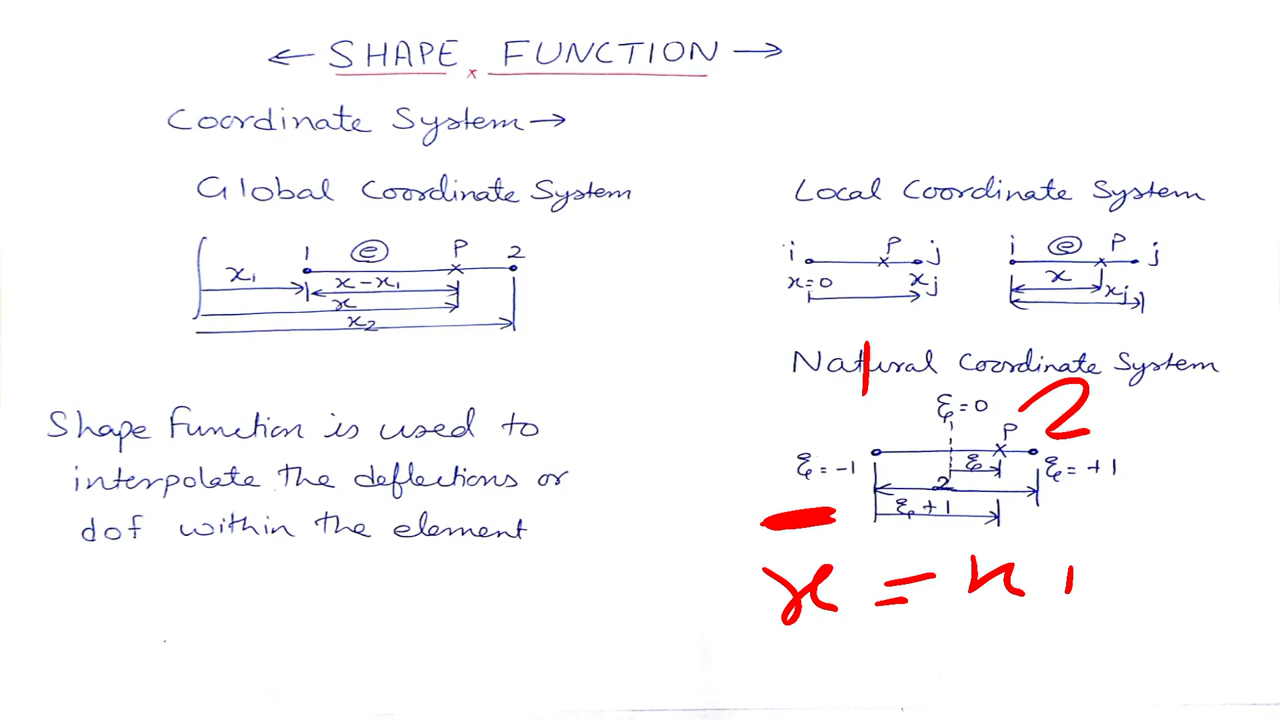 ← SHAPE FUNCTION →
Coordinate System →
Global Coordinate System
1 e P 2
x₁
x - x₁
x
x₂
Local Coordinate System
i P j
x=0 xj
i e P j
x
xj
Natural Coordinate System
1 2
ξ=0
P
ξ=-1 ξ ξ=+1
2
ξ+1
x = x1
Shape Function is used to
interpolate the deflections or
dof within the element